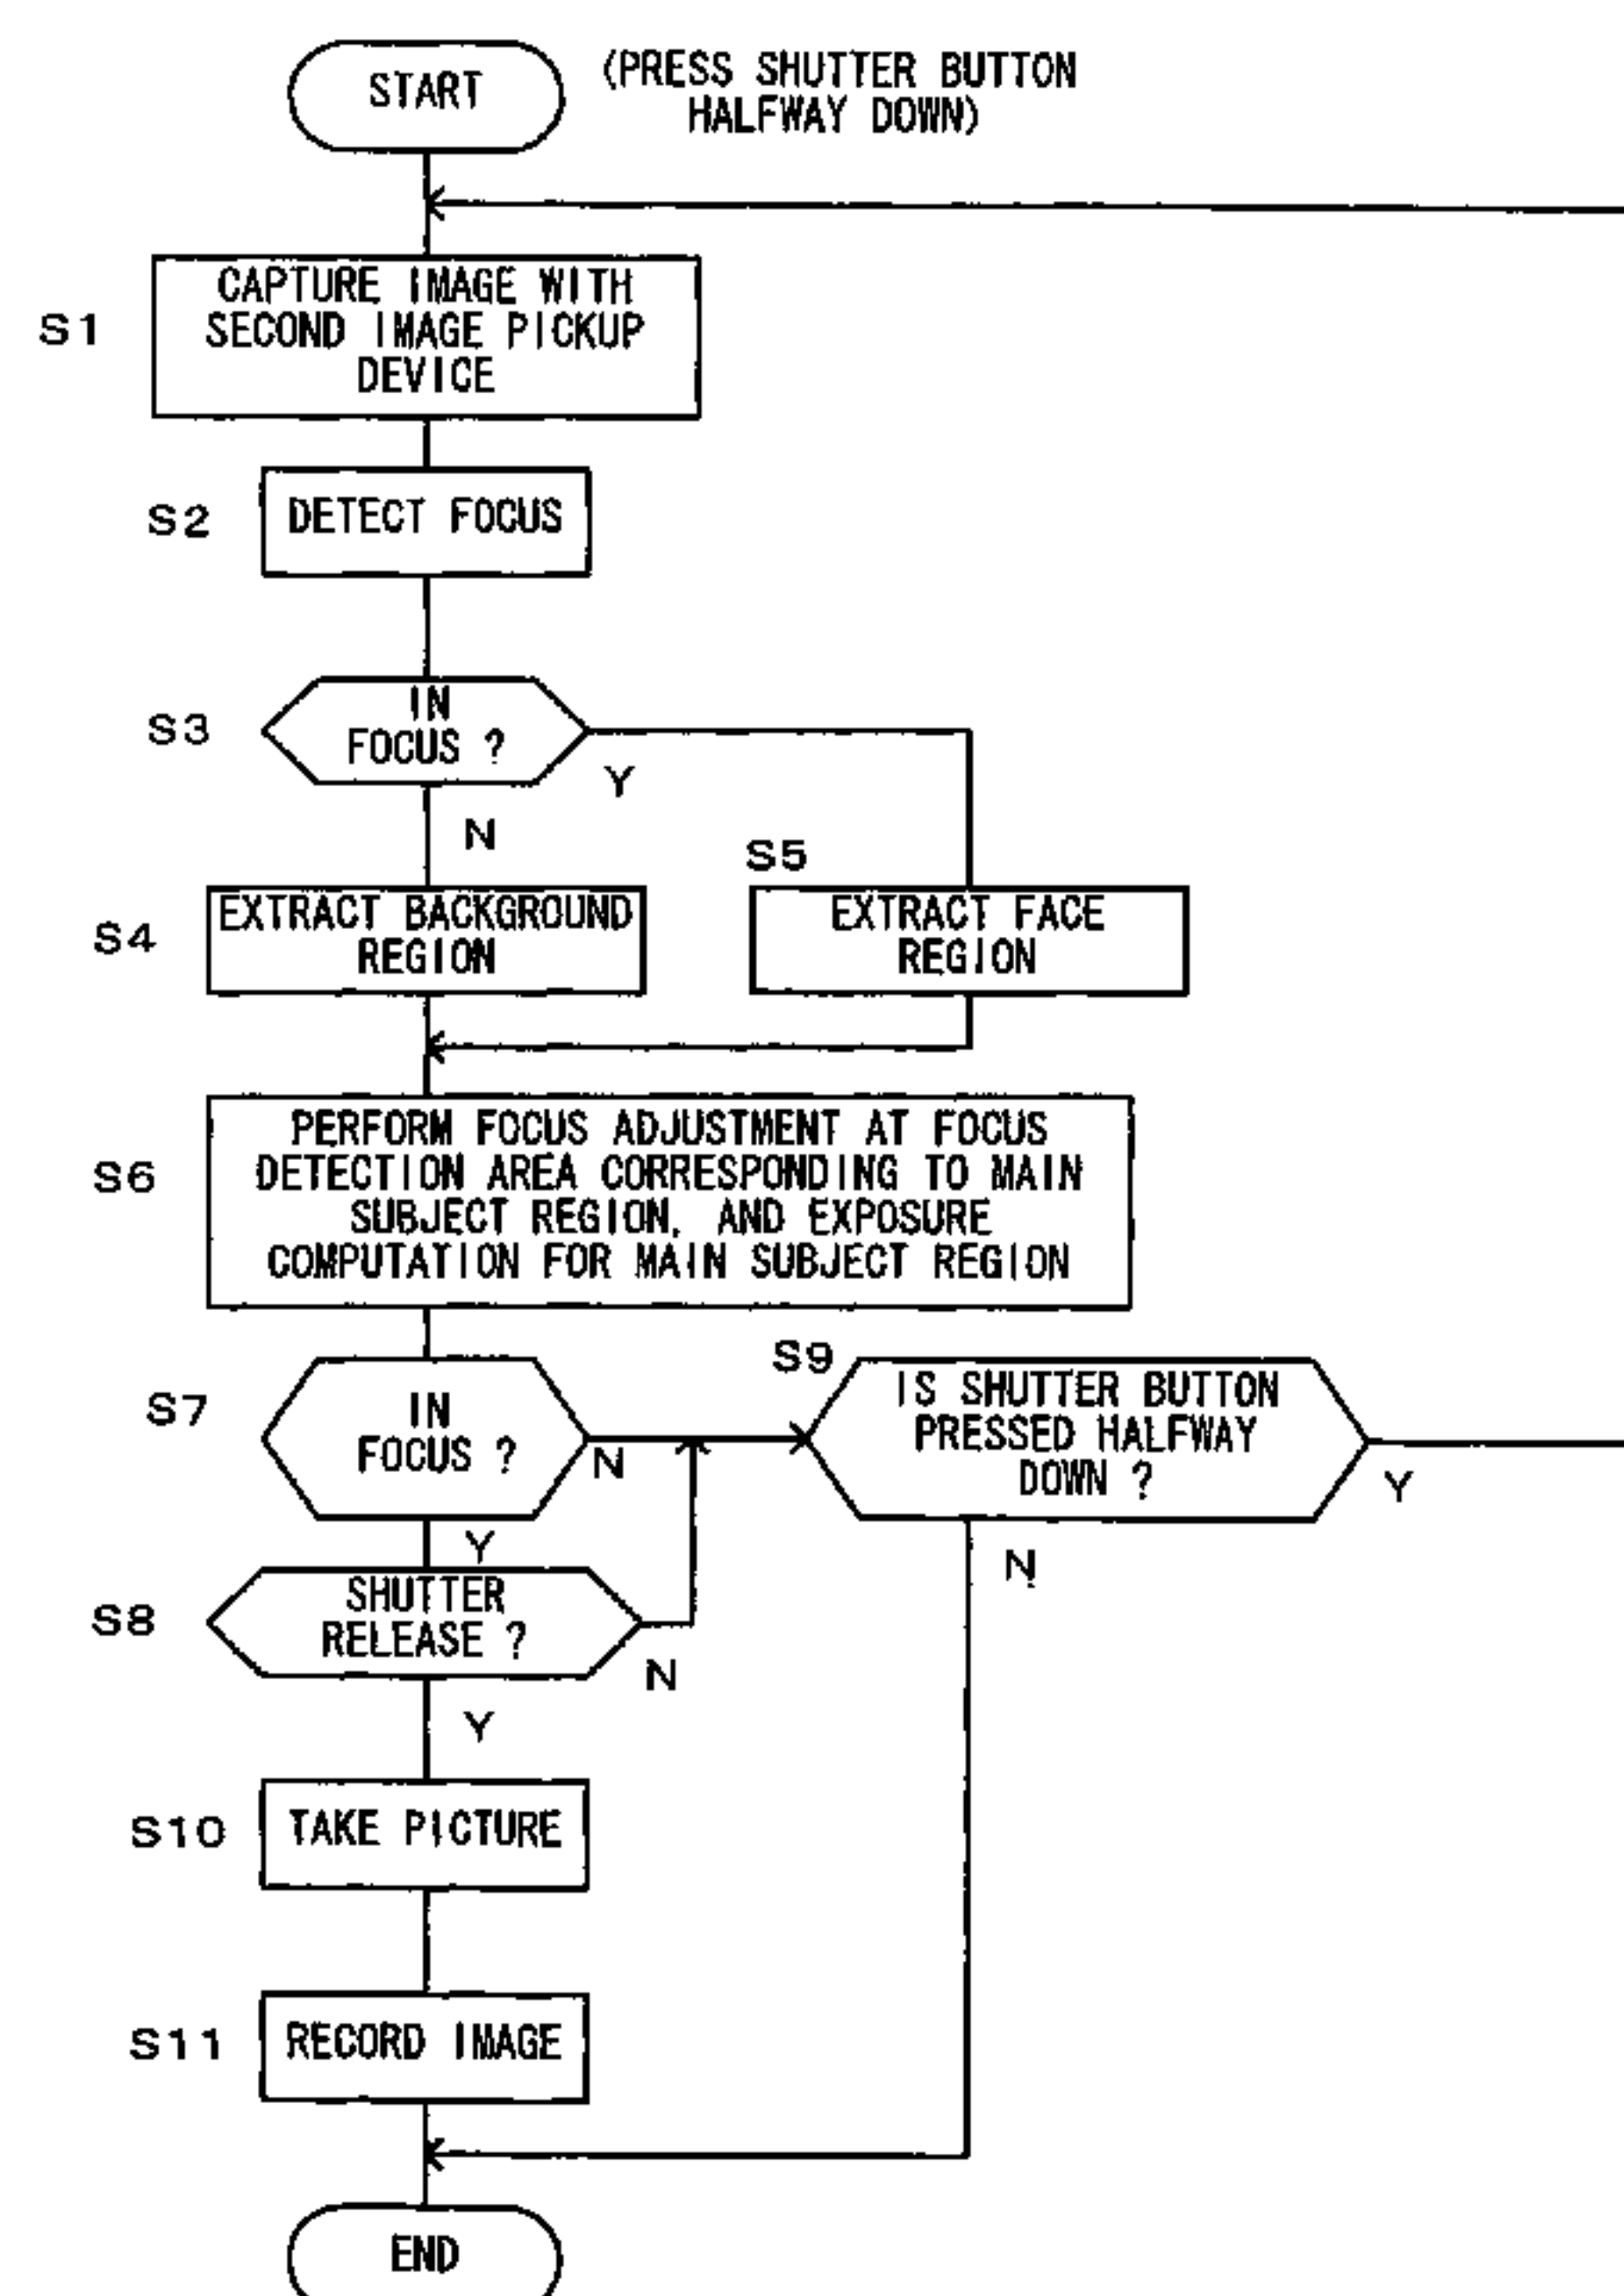 START
(PRESS SHUTTER BUTTON
HALFWAY DOWN)
S1
CAPTURE IMAGE WITH
SECOND IMAGE PICKUP
DEVICE
S2
DETECT FOCUS
S3
IN
FOCUS ?
Y
N
S4
EXTRACT BACKGROUND
REGION
S5
EXTRACT FACE
REGION
S6
PERFORM FOCUS ADJUSTMENT AT FOCUS
DETECTION AREA CORRESPONDING TO MAIN
SUBJECT REGION, AND EXPOSURE
COMPUTATION FOR MAIN SUBJECT REGION
S7
IN
FOCUS ?
N
Y
S9
IS SHUTTER BUTTON
PRESSED HALFWAY
DOWN ?
Y
N
S8
SHUTTER
RELEASE ?
N
Y
S10
TAKE PICTURE
S11
RECORD IMAGE
END